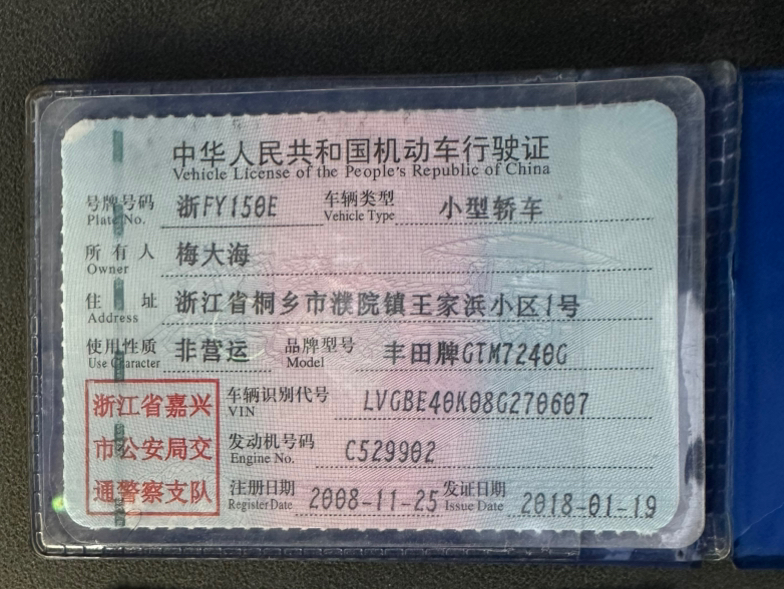 中华人民共和国机动车行驶证
Vehicle License of the People's Republic of China
号牌号码 浙FY150E 车辆类型 小型轿车
Plate No. Vehicle Type
所有人 梅大海
Owner
住址 浙江省桐乡市濮院镇王家浜小区1号
Address
使用性质 非营运 品牌型号 丰田牌GTM7240G
Use Character Model
浙江省嘉兴
市公安局交
通警察支队
车辆识别代号 LVGBE40K08G270607
VIN
发动机号码 C529902
Engine No.
注册日期 2008-11-25 发证日期 2018-01-19
Register Date Issue Date